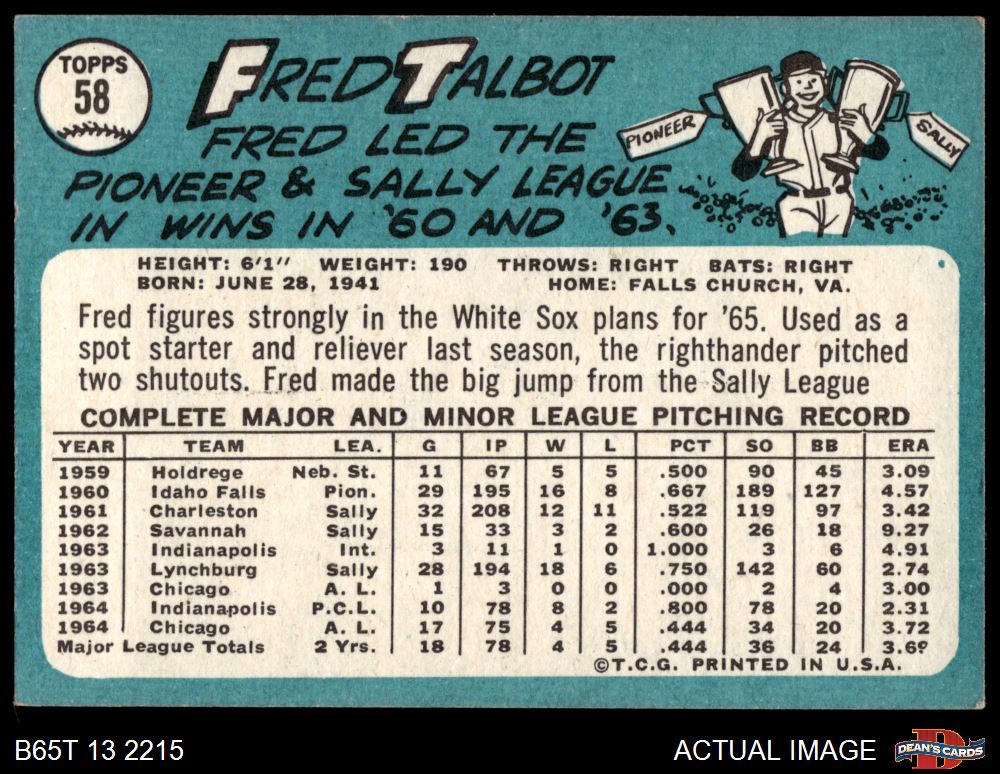 TOPPS
58
FRED TALBOT
FRED LED THE
PIONEER & SALLY LEAGUE
IN WINS IN '60 AND '63.
PIONEER
SALLY
HEIGHT: 6'1" WEIGHT: 190 THROWS: RIGHT BATS: RIGHT
BORN: JUNE 28, 1941 HOME: FALLS CHURCH, VA.
Fred figures strongly in the White Sox plans for '65. Used as a
spot starter and reliever last season, the righthander pitched
two shutouts. Fred made the big jump from the Sally League
COMPLETE MAJOR AND MINOR LEAGUE PITCHING RECORD
YEAR TEAM LEA. G IP W L PCT SO BB ERA
1959 Holdrege Neb. St. 11 67 5 5 .500 90 45 3.09
1960 Idaho Falls Pion. 29 195 16 8 .667 189 127 4.57
1961 Charleston Sally 32 208 12 11 .522 119 97 3.42
1962 Savannah Sally 15 33 3 2 .600 26 18 9.27
1963 Indianapolis Int. 3 11 1 0 1.000 3 6 4.91
1963 Lynchburg Sally 28 194 18 6 .750 142 60 2.74
1963 Chicago A. L. 1 3 0 0 .000 2 4 3.00
1964 Indianapolis P.C.L. 10 78 8 2 .800 78 20 2.31
1964 Chicago A. L. 17 75 4 5 .444 34 20 3.72
Major League Totals 2 Yrs. 18 78 4 5 .444 36 24 3.69
©T.C.G. PRINTED IN U.S.A.
B65T 13 2215 ACTUAL IMAGE DEAN'S CARDS